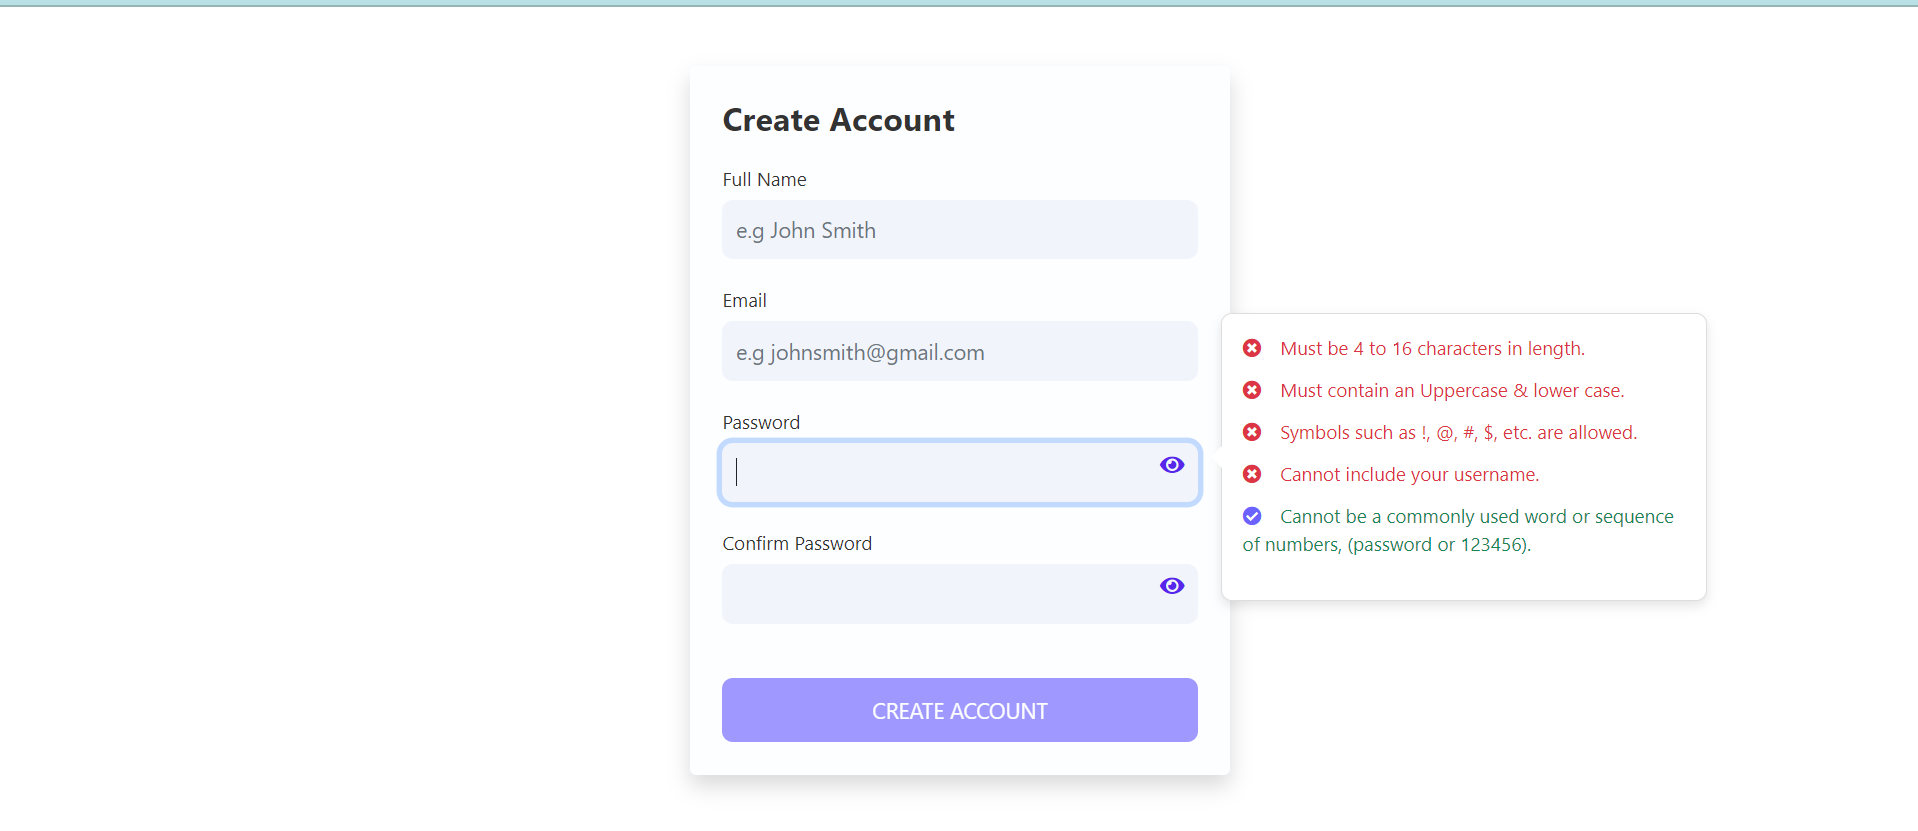 Create Account
Full Name
e.g John Smith
Email
e.g johnsmith@gmail.com
Password
Confirm Password
CREATE ACCOUNT
Must be 4 to 16 characters in length.
Must contain an Uppercase & lower case.
Symbols such as !, @, #, $, etc. are allowed.
Cannot include your username.
Cannot be a commonly used word or sequence
of numbers, (password or 123456).